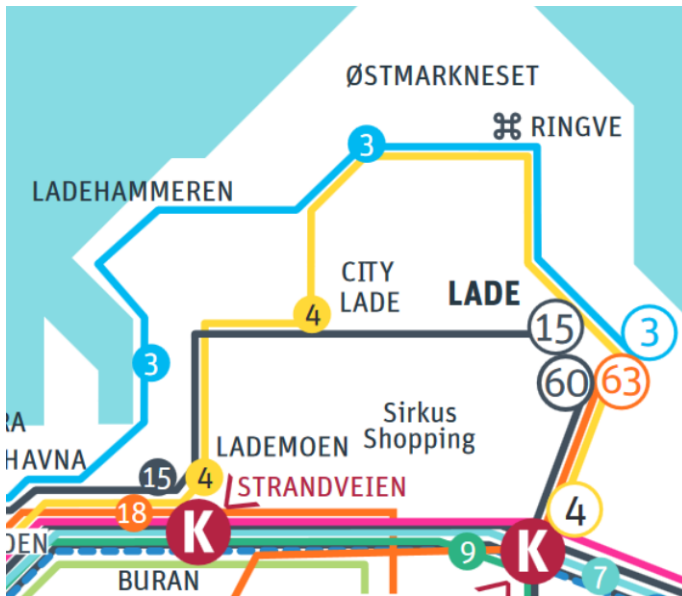 ØSTMARKNESET
3
RINGVE
LADEHAMMEREN
CITY
LADE
LADE
4
15
3
3
60
63
Sirkus
Shopping
RA
HAVNA
LADEMOEN
15
4
STRANDVEIEN
18
4
K
K
OEN
9
7
BURAN